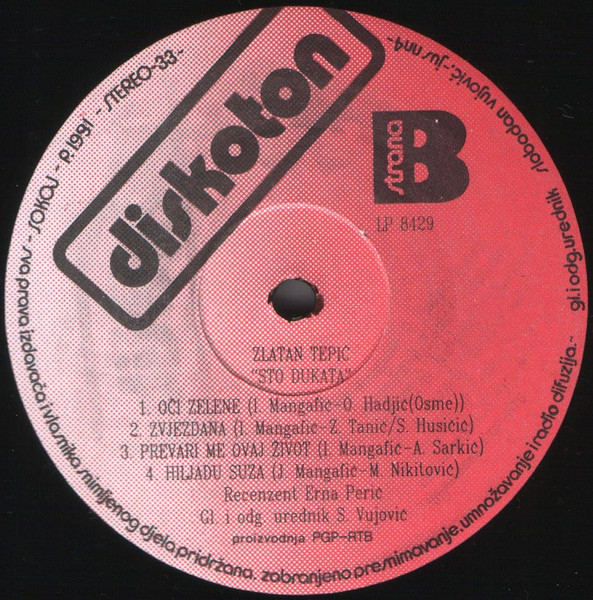 diskoton
strana B
LP 8429
ZLATAN TEPIĆ
"STO DUKATA"
1. OČI ZELENE (I. Mangafić-O. Hadjić(Osme))
2. ZVJEZDANA (I. Mangafić-Z. Tanić/S. Husičić)
3. PREVARI ME OVAJ ŽIVOT (I. Mangafić-A. Sarkić)
4. HILJADU SUZA (J. Mangafić-M. Nikitović)
Recenzent Erna Perić
Gl. i odg. urednik S. Vujović
proizvodnja PGP-RTB
gl. i odg. urednik slobodan vujović.- jus nn4 -
STEREO-33- P.1991 - SOKOJ - sva prava izdavača i vlasnika snimljenog djela pridržana. zabranjeno presnimavanje, umnožavanje i radio difuzija.-